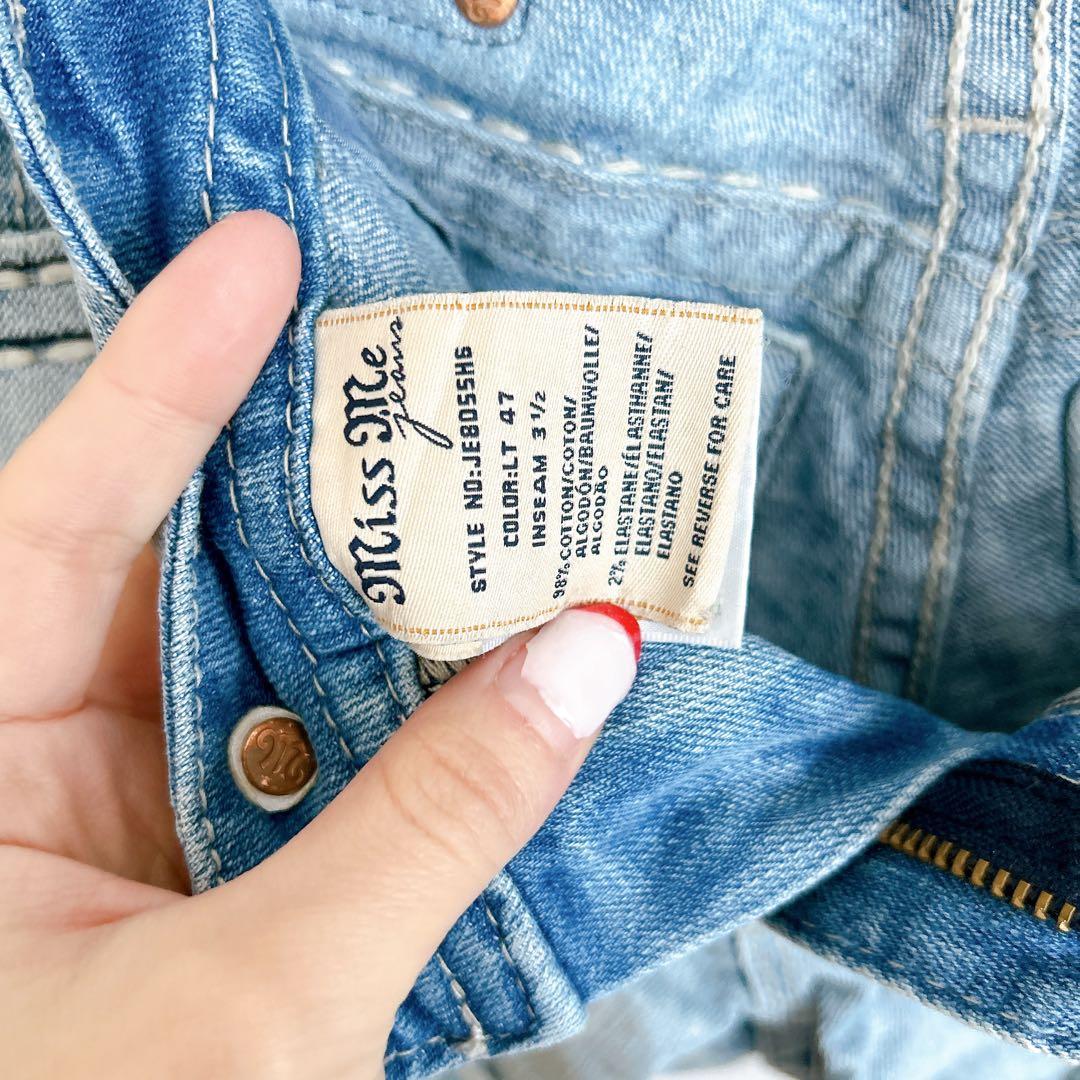 Miss Me
jeans
STYLE NO:JE8055H6
COLOR:LT 47
INSEAM 3 1/2
98% COTTON/COTON/
ALGODÓN/BAUMWOLLE/
ALGODÃO
2% ELASTANE/ÉLASTHANNE/
ELASTANO/ELASTAN/
ELASTANO
SEE REVERSE FOR CARE